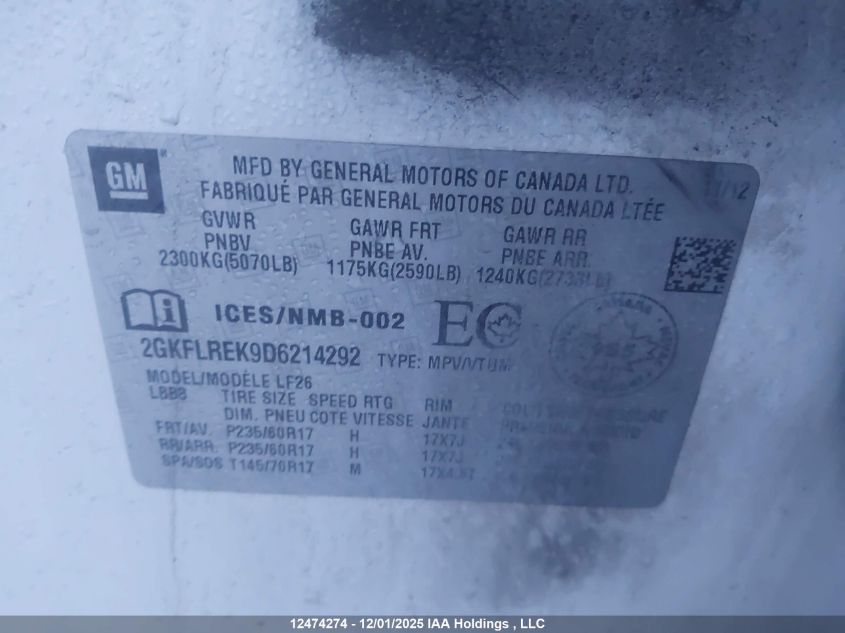 GM
MFD BY GENERAL MOTORS OF CANADA LTD.
FABRIQUÉ PAR GENERAL MOTORS DU CANADA LTÉE
GVWR GAWR FRT GAWR RR
PNBV PNBE AV. PNBE ARR.
2300KG(5070LB) 1175KG(2590LB) 1240KG(2733LB)
ICES/NMB-002 EC
2GKFLREK9D6214292 TYPE: MPV/VTUM
MODEL/MODÈLE LF26
L8B8 TIRE SIZE SPEED RTG RIM
DIM. PNEU COTE VITESSE JANTE
FRT/AV. P235/60R17 H 17X7J
RR/ARR. P235/60R17 H 17X7J
SPA/SOS T145/70R17 M
12474274 - 12/01/2025 IAA Holdings , LLC